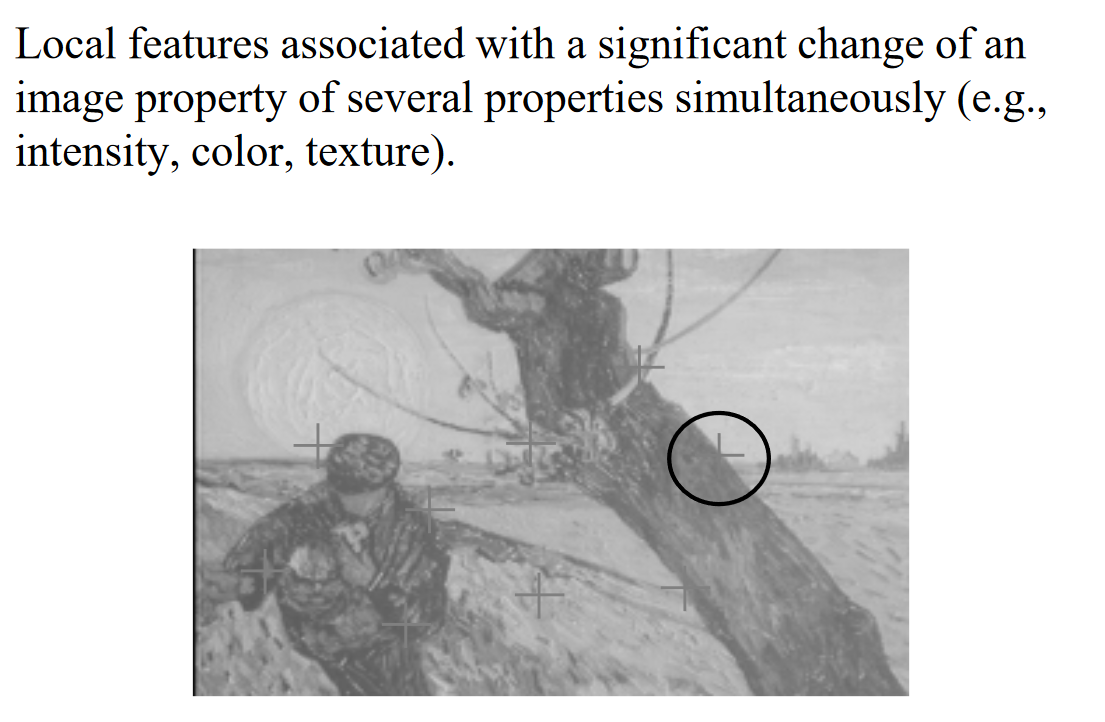 Local features associated with a significant change of an
image property of several properties simultaneously (e.g.,
intensity, color, texture).